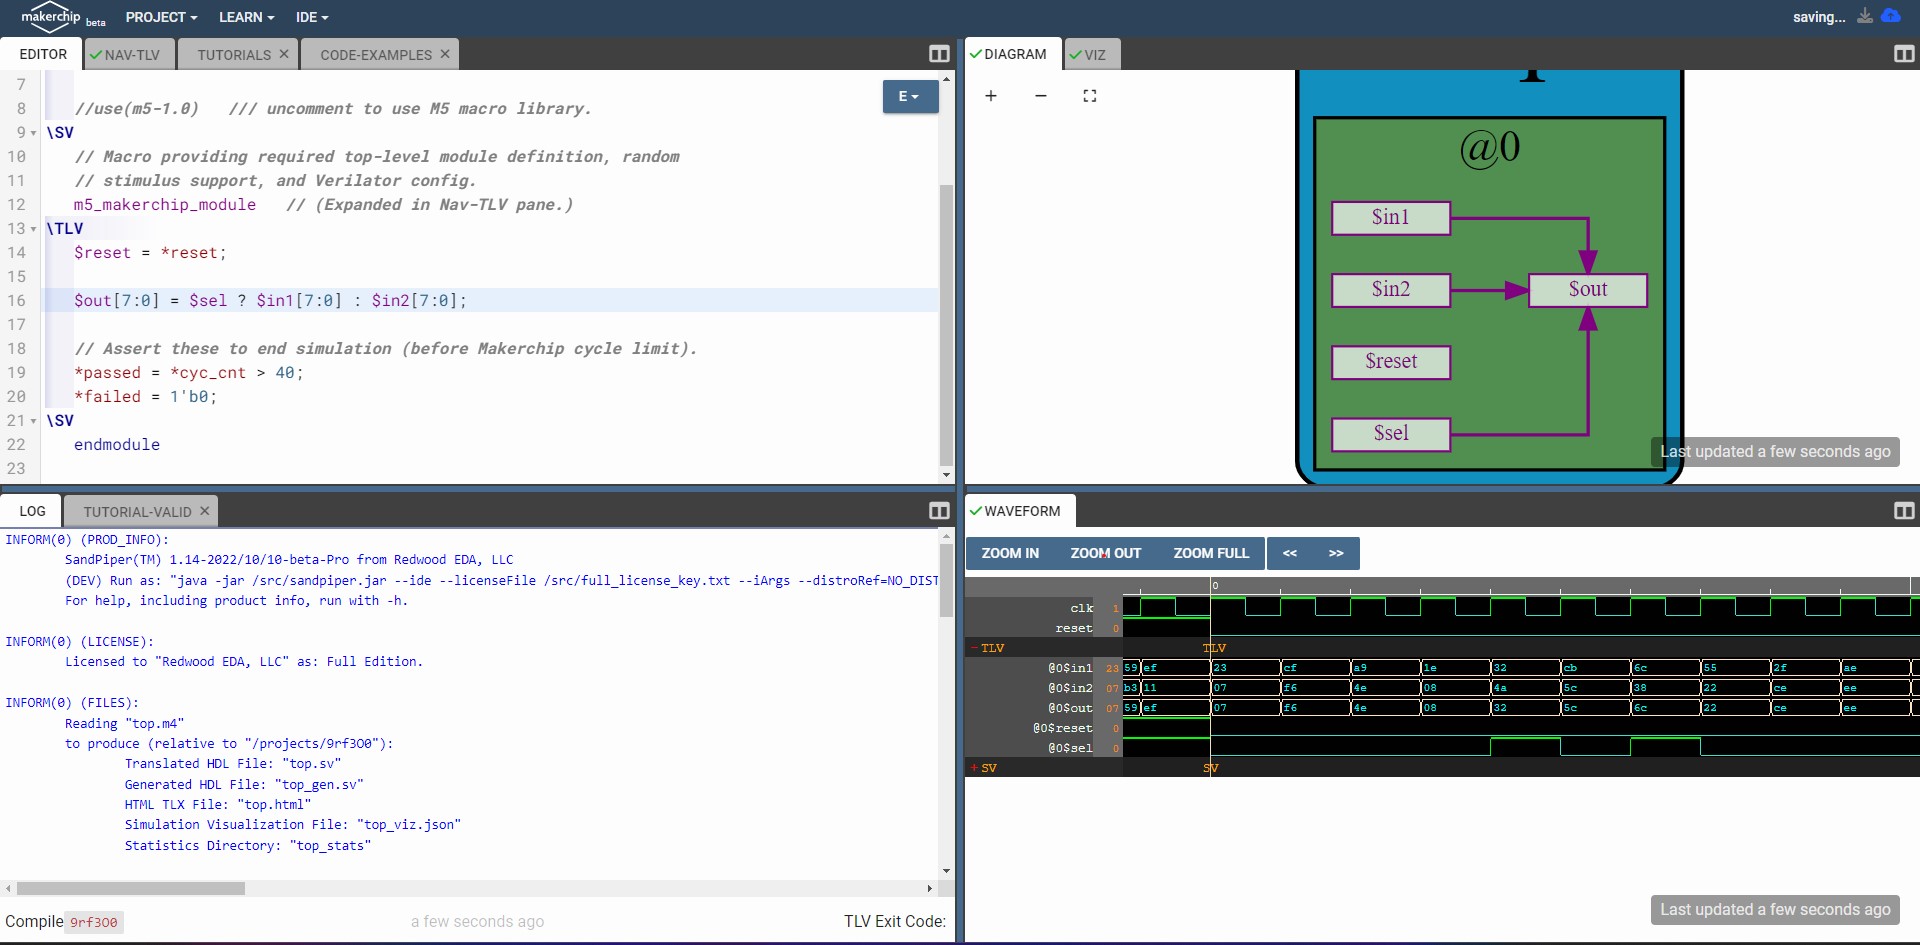 makerchip beta PROJECT LEARN IDE saving...
EDITOR NAV-TLV TUTORIALS CODE-EXAMPLES
E
7
8 //use(m5-1.0) /// uncomment to use M5 macro library.
9 \SV
10 // Macro providing required top-level module definition, random
11 // stimulus support, and Verilator config.
12 m5_makerchip_module // (Expanded in Nav-TLV pane.)
13 \TLV
14 $reset = *reset;
15
16 $out[7:0] = $sel ? $in1[7:0] : $in2[7:0];
17
18 // Assert these to end simulation (before Makerchip cycle limit).
19 *passed = *cyc_cnt > 40;
20 *failed = 1'b0;
21 \SV
22 endmodule
23
DIAGRAM VIZ
+ −
@0
$in1
$in2 $out
$reset
$sel
Last updated a few seconds ago
LOG TUTORIAL-VALID
INFORM(0) (PROD_INFO):
SandPiper(TM) 1.14-2022/10/10-beta-Pro from Redwood EDA, LLC
(DEV) Run as: "java -jar /src/sandpiper.jar --ide --licenseFile /src/full_license_key.txt --iArgs --distroRef=NO_DIST
For help, including product info, run with -h.
INFORM(0) (LICENSE):
Licensed to "Redwood EDA, LLC" as: Full Edition.
INFORM(0) (FILES):
Reading "top.m4"
to produce (relative to "/projects/9rf3O0"):
Translated HDL File: "top.sv"
Generated HDL File: "top_gen.sv"
HTML TLX File: "top.html"
Simulation Visualization File: "top_viz.json"
Statistics Directory: "top_stats"
Compile 9rf3O0 a few seconds ago TLV Exit Code:
WAVEFORM
ZOOM IN ZOOM OUT ZOOM FULL << >>
0
clk 1
reset 0
- TLV TLV
@0$in1 23 59 ef 23 cf a9 1e 32 cb 6c 55 2f ae
@0$in2 07 b3 11 07 f6 4e 08 4a 5c 38 22 ce ee
@0$out 07 59 ef 07 f6 4e 08 32 5c 6c 22 ce ee
@0$reset 0
@0$sel 0
+ SV SV
Last updated a few seconds ago